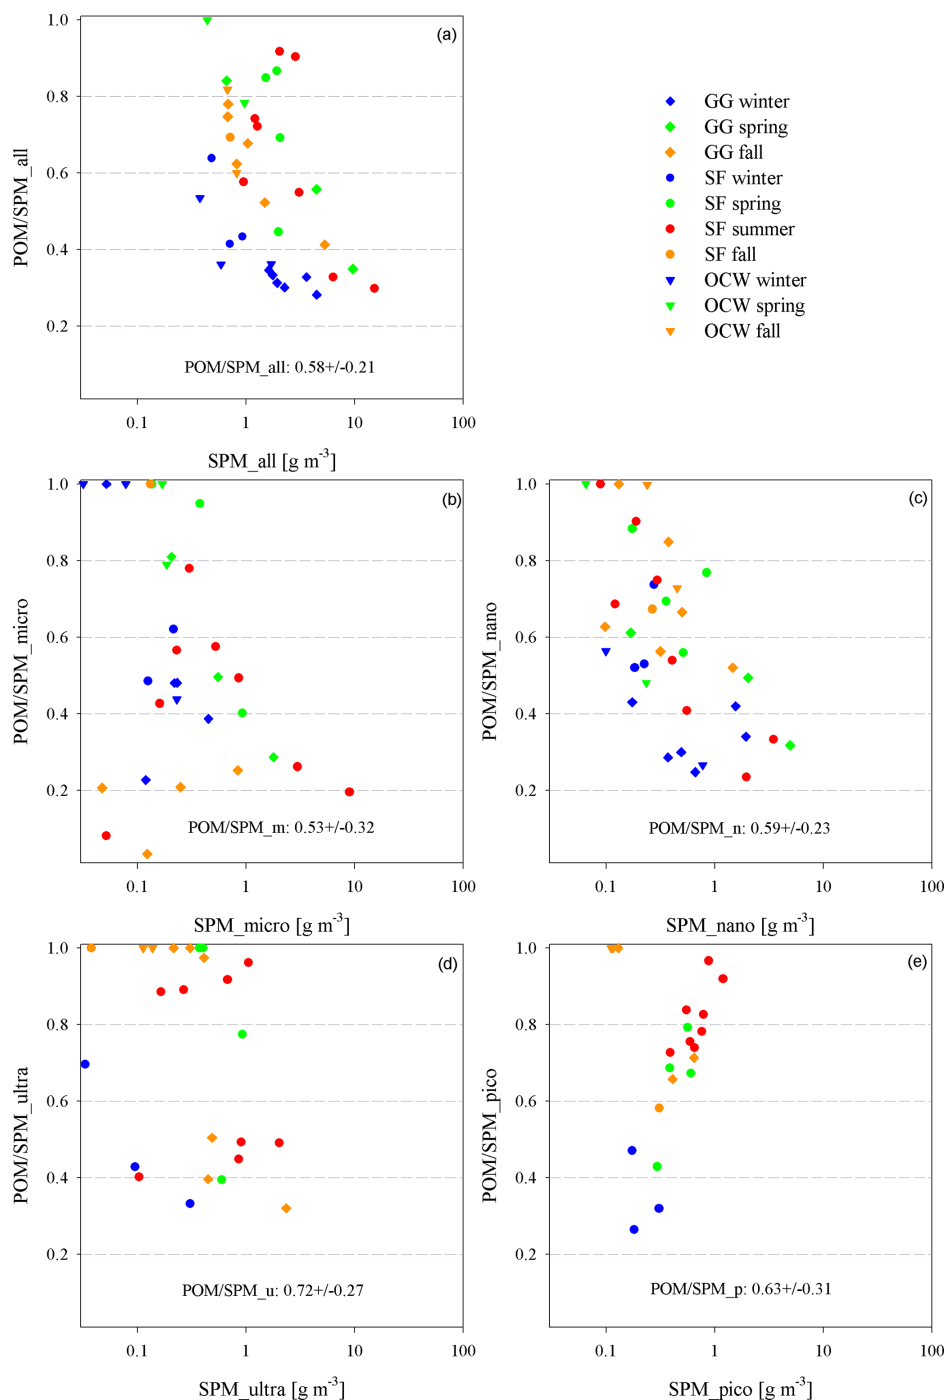 (a)
1.0
0.8
0.6
0.4
0.2
POM/SPM_all
POM/SPM_all: 0.58+/-0.21
0.1 1 10 100
SPM_all [g m-3]
GG winter
GG spring
GG fall
SF winter
SF spring
SF summer
SF fall
OCW winter
OCW spring
OCW fall
(b)
1.0
0.8
0.6
0.4
0.2
POM/SPM_micro
POM/SPM_m: 0.53+/-0.32
0.1 1 10 100
SPM_micro [g m-3]
(c)
1.0
0.8
0.6
0.4
0.2
POM/SPM_nano
POM/SPM_n: 0.59+/-0.23
0.1 1 10 100
SPM_nano [g m-3]
(d)
1.0
0.8
0.6
0.4
0.2
POM/SPM_ultra
POM/SPM_u: 0.72+/-0.27
0.1 1 10 100
SPM_ultra [g m-3]
(e)
1.0
0.8
0.6
0.4
0.2
POM/SPM_pico
POM/SPM_p: 0.63+/-0.31
0.1 1 10 100
SPM_pico [g m-3]